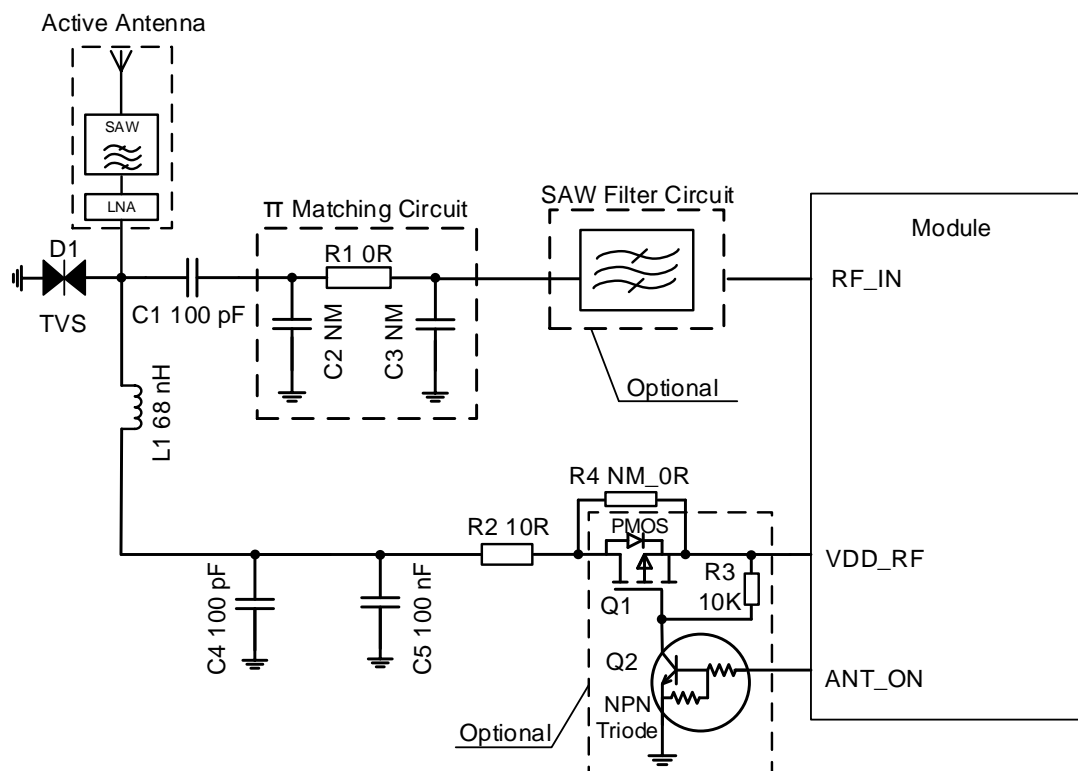 Active Antenna
SAW
LNA
D1
TVS
C1 100 pF
π Matching Circuit
R1 0R
C2 NM
C3 NM
SAW Filter Circuit
Optional
Module
RF_IN
L1 68 nH
R4 NM_0R
R2 10R
PMOS
Q1
R3
10K
VDD_RF
C4 100 pF
C5 100 nF
Q2
NPN
Triode
ANT_ON
Optional